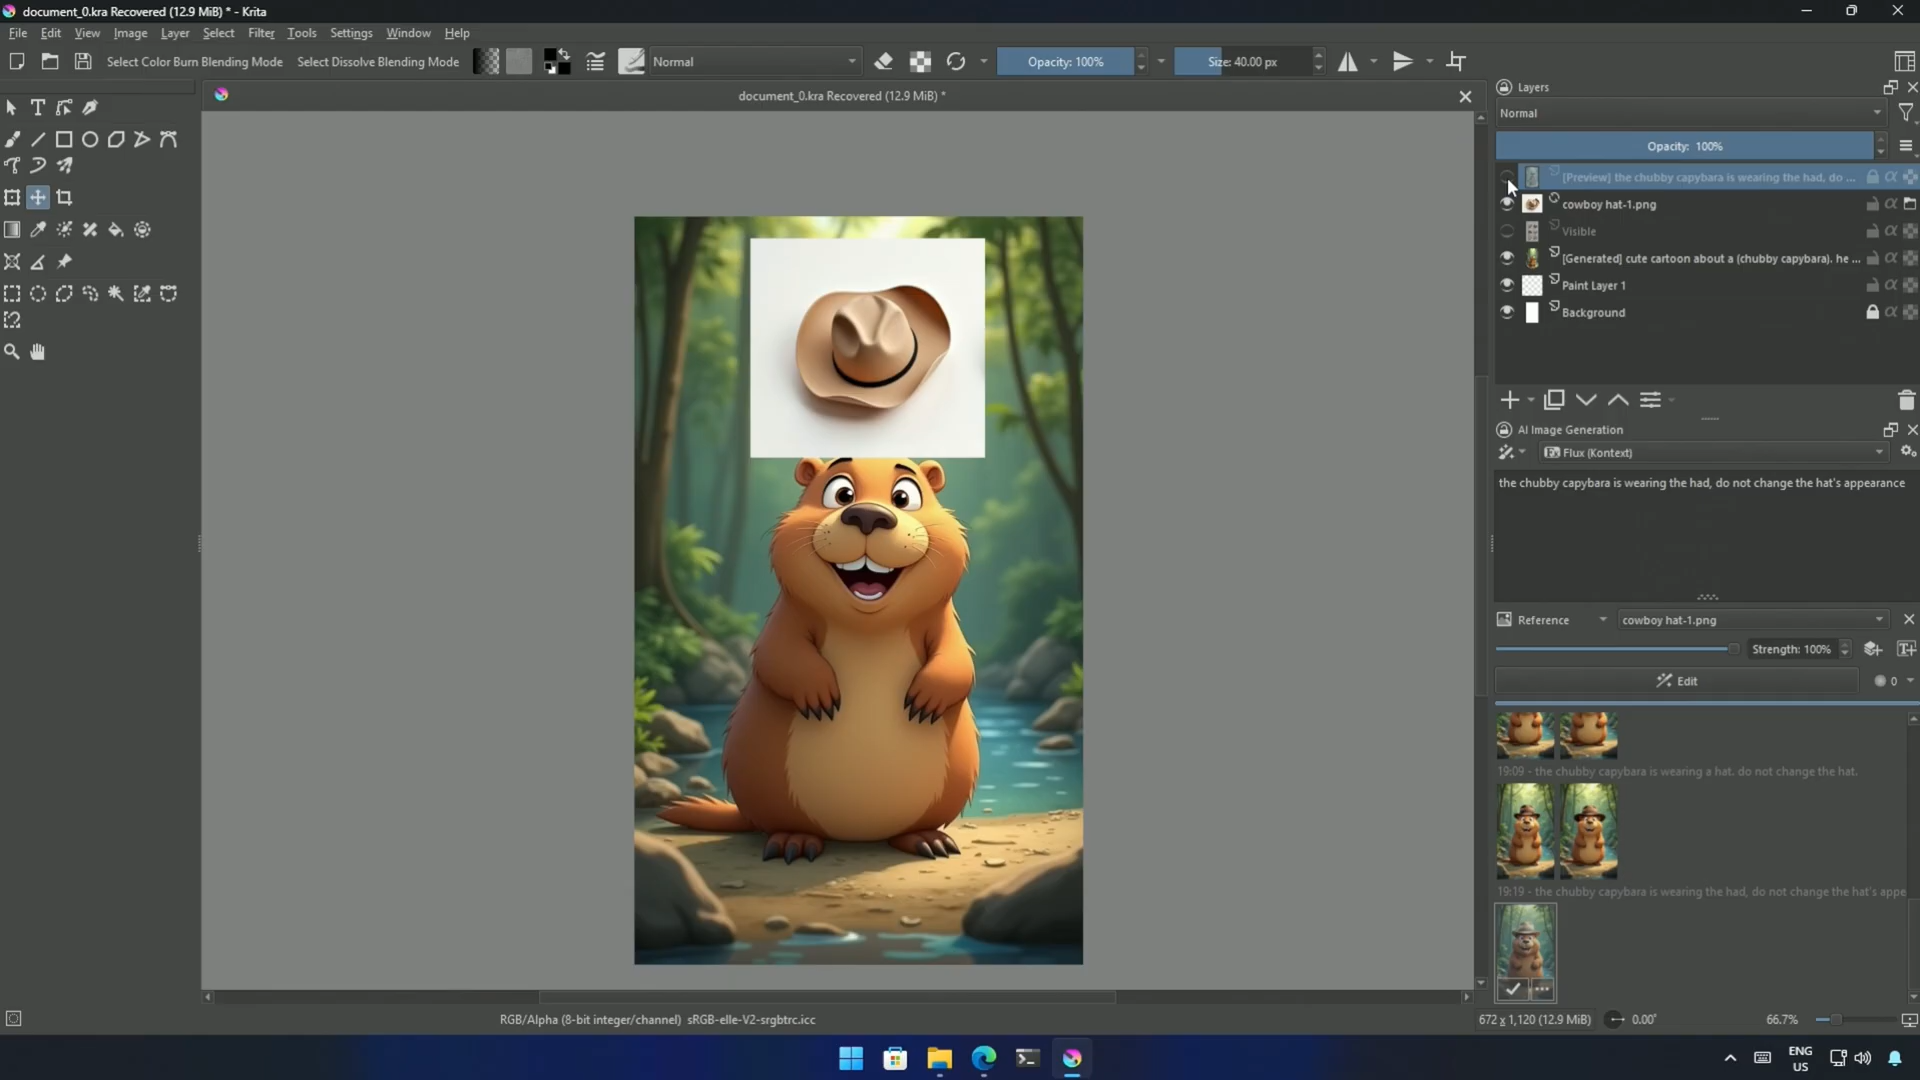 document_0.kra Recovered (12.9 MiB) * - Krita
File Edit View Image Layer Select Filter Tools Settings Window Help
Select Color Burn Blending Mode Select Dissolve Blending Mode Normal Opacity: 100% Size: 40.00 px
document_0.kra Recovered (12.9 MiB) *
Layers
Normal
Opacity: 100%
[Preview] the chubby capybara is wearing the had, do ...
cowboy hat-1.png
Visible
[Generated] cute cartoon about a (chubby capybara). he ...
Paint Layer 1
Background
AI Image Generation
Flux (Kontext)
the chubby capybara is wearing the had, do not change the hat's appearance
Reference cowboy hat-1.png
Strength: 100%
Edit 0
19:09 - the chubby capybara is wearing a hat. do not change the hat.
19:19 - the chubby capybara is wearing the had, do not change the hat's appe
RGB/Alpha (8-bit integer/channel) sRGB-elle-V2-srgbtrc.icc 672 x 1,120 (12.9 MiB) 0.00° 66.7%
ENG
US